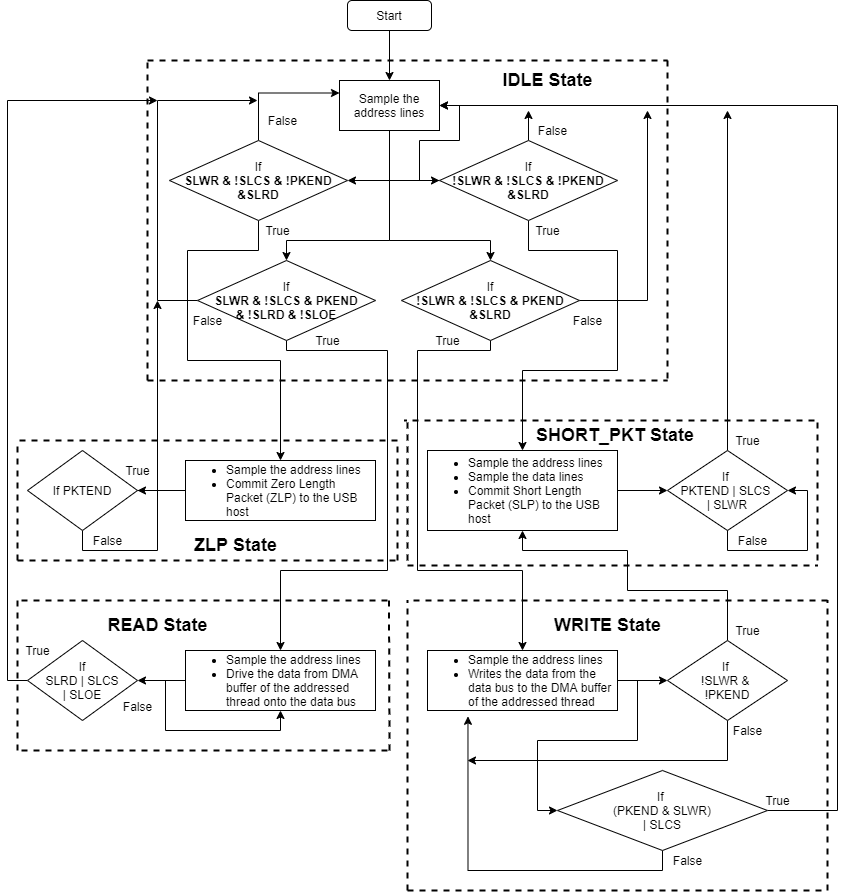 Start
IDLE State
Sample the
address lines
False
False
If
SLWR & !SLCS & !PKEND
&SLRD
If
!SLWR & !SLCS & !PKEND
&SLRD
True
True
If
SLWR & !SLCS & PKEND
& !SLRD & !SLOE
If
!SLWR & !SLCS & PKEND
&SLRD
False
False
True
True
SHORT_PKT State
True
If PKTEND
True
False
• Sample the address lines
• Commit Zero Length
Packet (ZLP) to the USB
host
ZLP State
• Sample the address lines
• Sample the data lines
• Commit Short Length
Packet (SLP) to the USB
host
If
PKTEND | SLCS
| SLWR
False
READ State
True
If
SLRD | SLCS
| SLOE
False
• Sample the address lines
• Drive the data from DMA
buffer of the addressed
thread onto the data bus
WRITE State
True
• Sample the address lines
• Writes the data from the
data bus to the DMA buffer
of the addressed thread
If
!SLWR &
!PKEND
False
If
(PKEND & SLWR)
| SLCS
True
False